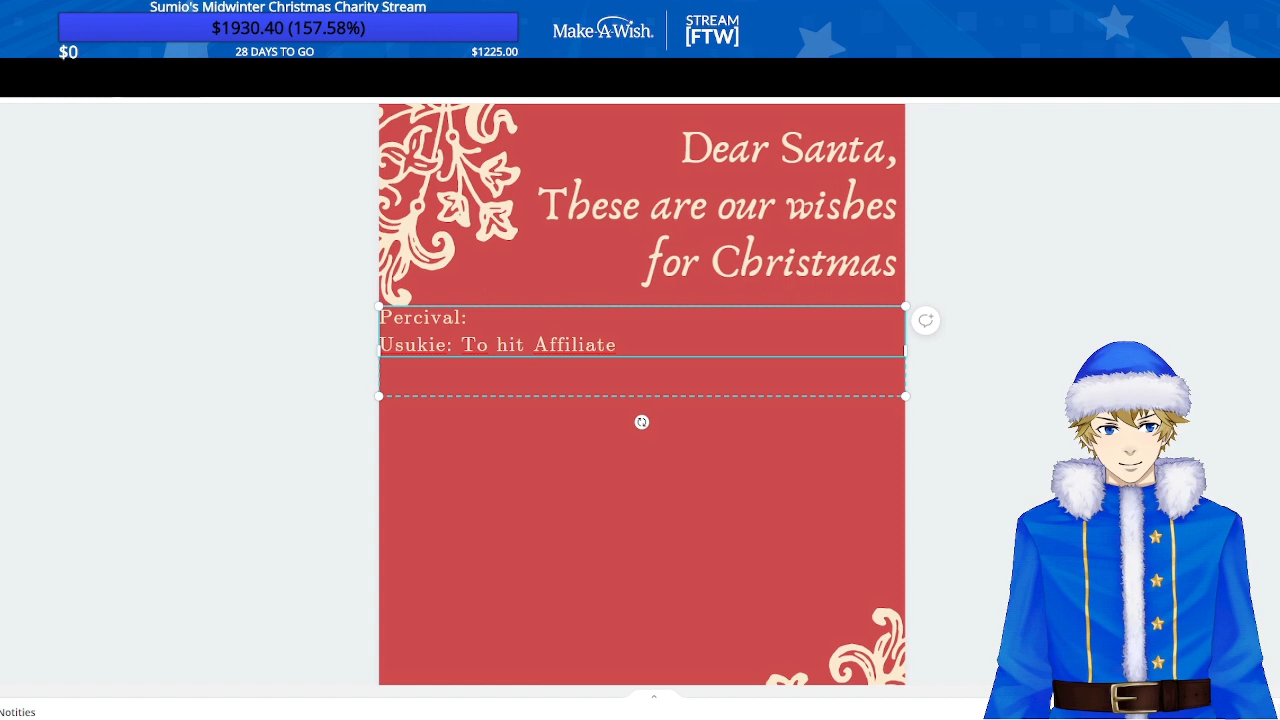 Sumio's Midwinter Christmas Charity Stream
$1930.40 (157.58%)
$0
28 DAYS TO GO
$1225.00
Make-A-Wish.
STREAM
[FTW]
Dear Santa,
These are our wishes
for Christmas
Percival:
Usukie: To hit Affiliate
Notities